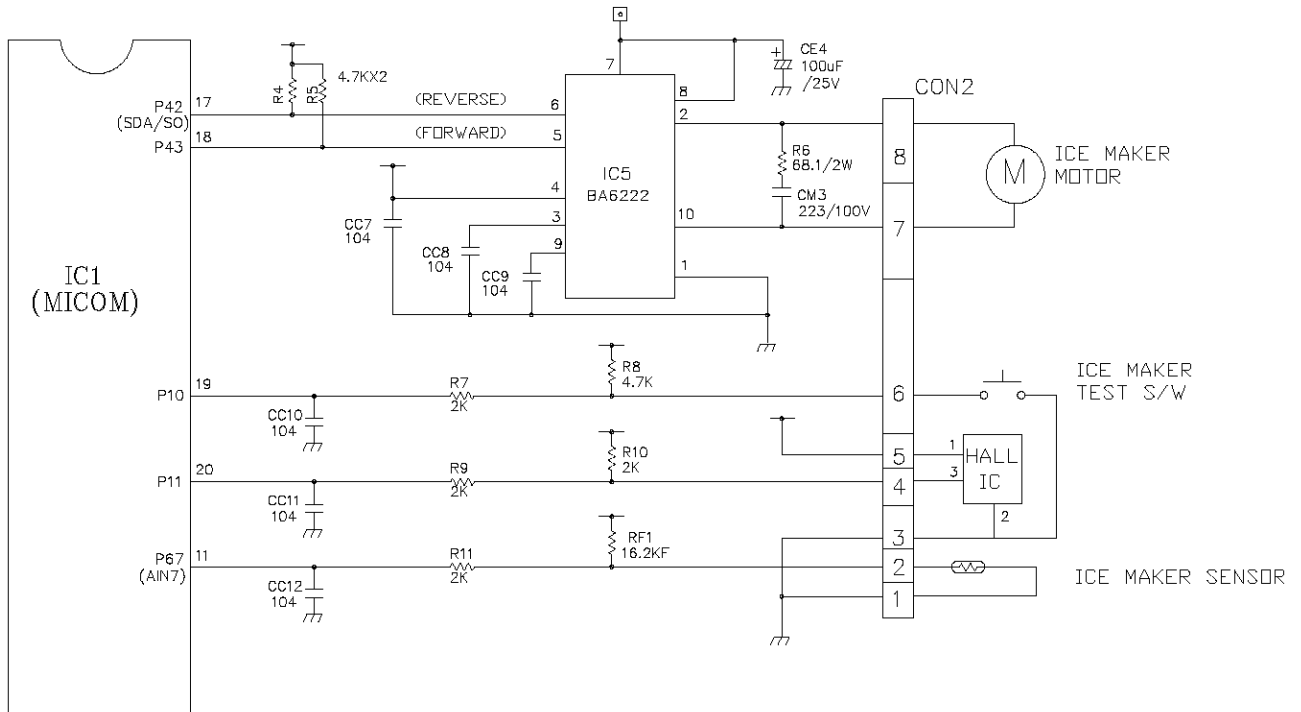 7
CE4
100uF
/25V
4.7KX2
R4
R5
CON2
P42
17
(REVERSE)
6
8
(SDA/SO)
2
P43
18
(FORWARD)
5
R6
68.1/2W
8
M
ICE MAKER
MOTOR
IC5
BA6222
4
CM3
223/100V
CC7
104
3
10
7
CC8
104
9
CC9
104
1
IC1
(MICOM)
R8
4.7K
P10
19
R7
2K
6
ICE MAKER
TEST S/W
CC10
104
R10
2K
5
1
HALL
IC
P11
20
R9
2K
4
3
CC11
104
2
RF1
16.2KF
3
P67
11
(AIN7)
R11
2K
2
CC12
104
1
ICE MAKER SENSOR